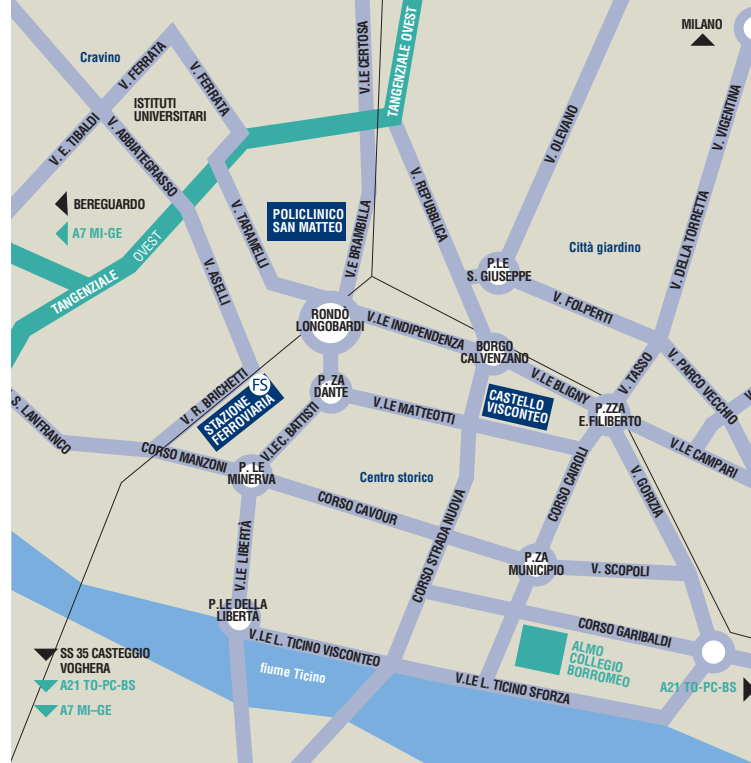 MILANO
Cravino
V. FERRATA
V. FERRATA
V.LE CERTOSA
TANGENZIALE OVEST
ISTITUTI
UNIVERSITARI
V. E. TIBALDI
V. ABBIATEGRASSO
V. OLEVANO
V. VIGENTINA
BEREGUARDO
A7 MI-GE
POLICLINICO
SAN MATTEO
V. TARAMELLI
V.E BRAMBILLA
V. REPUBBLICA
Città giardino
V. DELLA TORRETTA
TANGENZIALE OVEST
V. ASELLI
P.LE
S. GIUSEPPE
V. FOLPERTI
RONDÒ
LONGOBARDI
V.LE INDIPENDENZA
BORGO
CALVENZANO
V.LE BLIGNY
V. TASSO
V. PARCO VECCHIO
FS
STAZIONE
FERROVIARIA
V. R. BRICHETTI
P. ZA
DANTE
V.LE MATTEOTTI
CASTELLO
VISCONTEO
P.ZZA
E.FILIBERTO
S. LANFRANCO
CORSO MANZONI
V.LEC. BATTISTI
V.LE CAMPARI
P. LE
MINERVA
Centro storico
CORSO CAVOUR
CORSO STRADA NUOVA
CORSO CAIROLI
V. GORIZIA
V.LE LIBERTÀ
P.ZA
MUNICIPIO
V. SCOPOLI
P.LE DELLA
LIBERTÀ
V.LE L. TICINO VISCONTEO
CORSO GARIBALDI
ALMO
COLLEGIO
BORROMEO
SS 35 CASTEGGIO
VOGHERA
A21 TO-PC-BS
A7 MI–GE
fiume Ticino
V.LE L. TICINO SFORZA
A21 TO-PC-BS